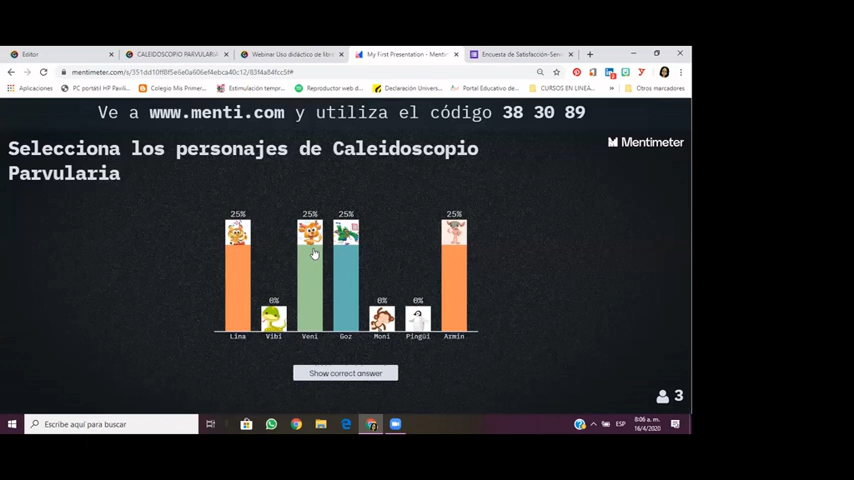 Editor
CALEIDOSCOPIO PARVULARIA
Webinar Uso didáctico de libr
My First Presentation - Mentim
Encuesta de Satisfacción-Ser
mentimeter.com/s/351dd10ff8f5e6e0a606ef4ebca40c12/83f4a84fcc5f#
Aplicaciones
PC portátil HP Pavili...
Colegio Mis Primer...
Estimulación tempr...
Reproductor web d...
Declaración Univer...
Portal Educativo de...
CURSOS EN LINEA...
»
Otros marcadores
Ve a www.menti.com y utiliza el código 38 30 89
Selecciona los personajes de Caleidoscopio
Parvularia
Mentimeter
25% 0% 25% 25% 0% 0% 25%
Lina Vibi Veni Goz Moni Pingüi Armin
Show correct answer
3
Escribe aquí para buscar
ESP
8:06 a. m.
16/4/2020